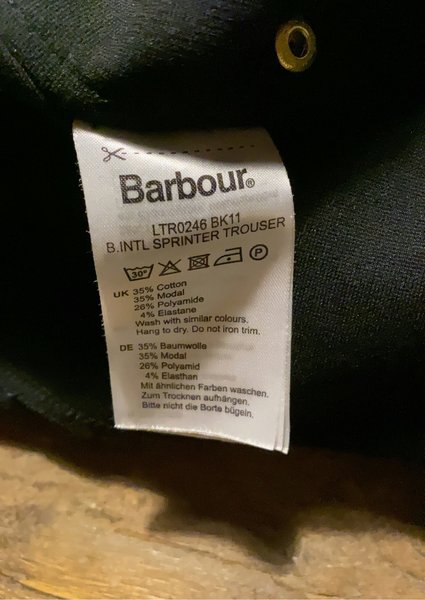 Barbour®
LTR0246 BK11
B.INTL SPRINTER TROUSER
30° P
UK 35% Cotton
35% Modal
26% Polyamide
4% Elastane
Wash with similar colours.
Hang to dry. Do not iron trim.
DE 35% Baumwolle
35% Modal
26% Polyamid
4% Elasthan
Mit ähnlichen Farben waschen.
Zum Trocknen aufhängen.
Bitte nicht die Borte bügeln.